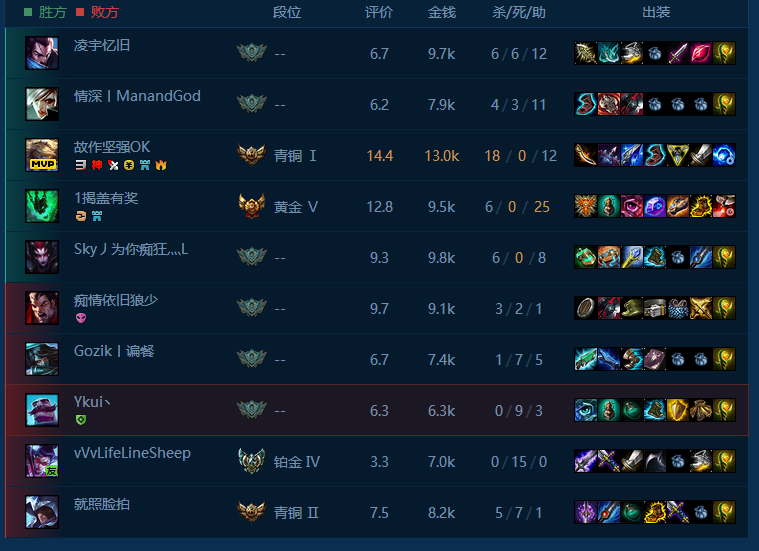 胜方 败方 段位 评价 金钱 杀/死/助 出装
凌宇忆旧 -- 6.7 9.7k 6 / 6 / 12
情深丨ManandGod -- 6.2 7.9k 4 / 3 / 11
故作坚强OK 青铜 Ⅰ 14.4 13.0k 18 / 0 / 12
MVP
1揭盖有奖 黄金 Ⅴ 12.8 9.5k 6 / 0 / 25
Sky丿为你痴狂灬L -- 9.3 9.8k 6 / 0 / 8
痴情依旧狼少 -- 9.7 9.1k 3 / 2 / 1
Gozik丨谝餐 -- 6.7 7.4k 1 / 7 / 5
Ykui丶 -- 6.3 6.3k 0 / 9 / 3
vVvLifeLineSheep 铂金 Ⅳ 3.3 7.0k 0 / 15 / 0
友
就照脸拍 青铜 Ⅱ 7.5 8.2k 5 / 7 / 1